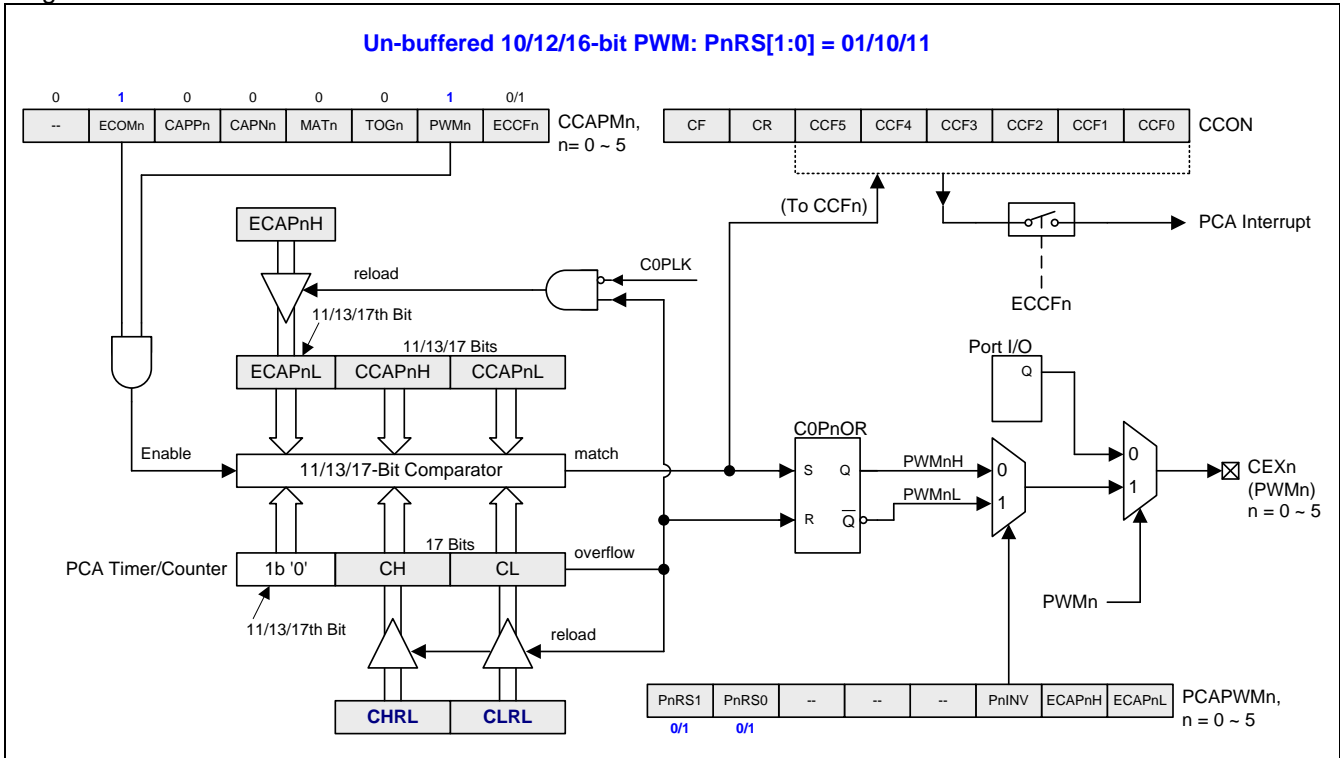 Un-buffered 10/12/16-bit PWM: PnRS[1:0] = 01/10/11
0 1 0 0 0 0 1 0/1
-- ECOMn CAPPn CAPNn MATn TOGn PWMn ECCFn
CCAPMn,
n= 0 ~ 5
CF CR CCF5 CCF4 CCF3 CCF2 CCF1 CCF0
CCON
(To CCFn)
PCA Interrupt
ECCFn
ECAPnH
reload
C0PLK
11/13/17th Bit
11/13/17 Bits
ECAPnL CCAPnH CCAPnL
Port I/O
Q
Enable
11/13/17-Bit Comparator
match
C0PnOR
S Q
R Q
PWMnH
PWMnL
0
1
0
1
CEXn
(PWMn)
n = 0 ~ 5
17 Bits
overflow
PCA Timer/Counter
1b '0' CH CL
11/13/17th Bit
reload
PWMn
CHRL CLRL
PnRS1 PnRS0 -- -- -- PnINV ECAPnH ECAPnL
PCAPWMn,
n = 0 ~ 5
0/1 0/1